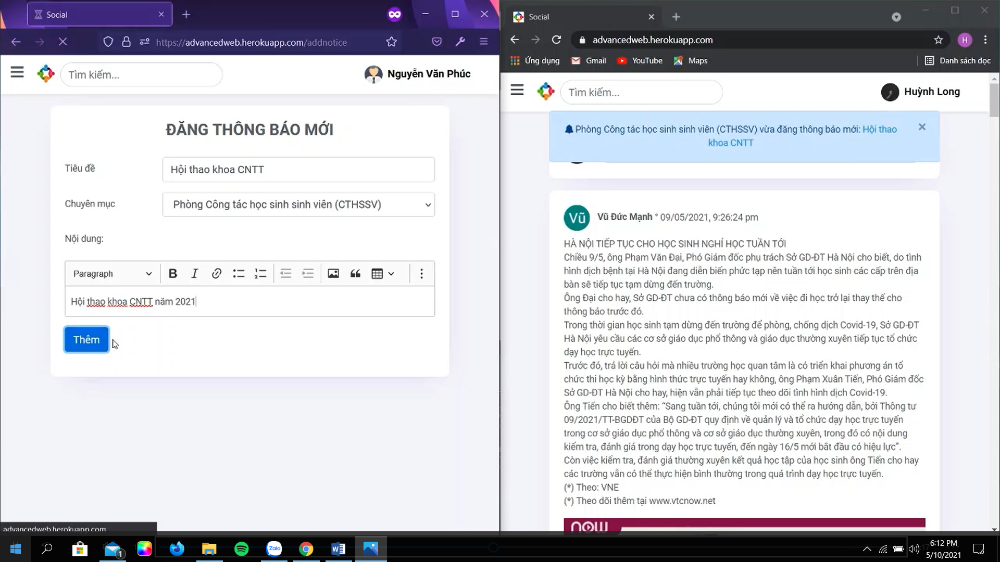 Social
https://advancedweb.herokuapp.com/addnotice
Tìm kiếm...
Nguyễn Văn Phúc
ĐĂNG THÔNG BÁO MỚI
Tiêu đề
Hội thao khoa CNTT
Chuyên mục
Phòng Công tác học sinh sinh viên (CTHSSV)
Nội dung:
Paragraph
Hội thao khoa CNTT năm 2021
Thêm
advancedweb.herokuapp.com
Social
advancedweb.herokuapp.com
H
Ứng dụng
Gmail
YouTube
Maps
Danh sách đọc
Tìm kiếm...
Huỳnh Long
Phòng Công tác học sinh sinh viên (CTHSSV) vừa đăng thông báo mới: Hội thao
khoa CNTT
Vũ
Vũ Đức Mạnh ° 09/05/2021, 9:26:24 pm
HÀ NỘI TIẾP TỤC CHO HỌC SINH NGHỈ HỌC TUẦN TỚI
Chiều 9/5, ông Phạm Văn Đại, Phó Giám đốc phụ trách Sở GD-ĐT Hà Nội cho biết, do tình
hình dịch bệnh tại Hà Nội đang diễn biến phức tạp nên tuần tới học sinh các cấp trên địa
bàn sẽ tiếp tục tạm dừng đến trường.
Ông Đại cho hay, Sở GD-ĐT chưa có thông báo mới về việc đi học trở lại thay thế cho
thông báo trước đó.
Trong thời gian học sinh tạm dừng đến trường để phòng, chống dịch Covid-19, Sở GD-ĐT
Hà Nội yêu cầu các cơ sở giáo dục phổ thông và giáo dục thường xuyên tiếp tục tổ chức
dạy học trực tuyến.
Trước đó, trả lời câu hỏi mà nhiều trường học quan tâm là có triển khai phương án tổ
chức thi học kỳ bằng hình thức trực tuyến hay không, ông Phạm Xuân Tiến, Phó Giám đốc
Sở GD-ĐT Hà Nội cho hay, hiện vẫn phải tiếp tục theo dõi tình hình dịch Covid-19.
Ông Tiến cho biết thêm: “Sang tuần tới, chúng tôi mới có thể ra hướng dẫn, bởi Thông tư
09/2021/TT-BGDĐT của Bộ GD-ĐT quy định về quản lý và tổ chức dạy học trực tuyến
trong cơ sở giáo dục phổ thông và cơ sở giáo dục thường xuyên, trong đó có nội dung
kiểm tra, đánh giá trong dạy học trực tuyến, đến ngày 16/5 mới bắt đầu có hiệu lực”.
Còn việc kiểm tra, đánh giá thường xuyên kết quả học tập của học sinh ông Tiến cho hay
các trường vẫn có thể thực hiện bình thường trong quá trình dạy học trực tuyến.
(*) Theo: VNE
(*) Theo dõi thêm tại www.vtcnow.net
now
1
Zalo
6:12 PM
5/10/2021